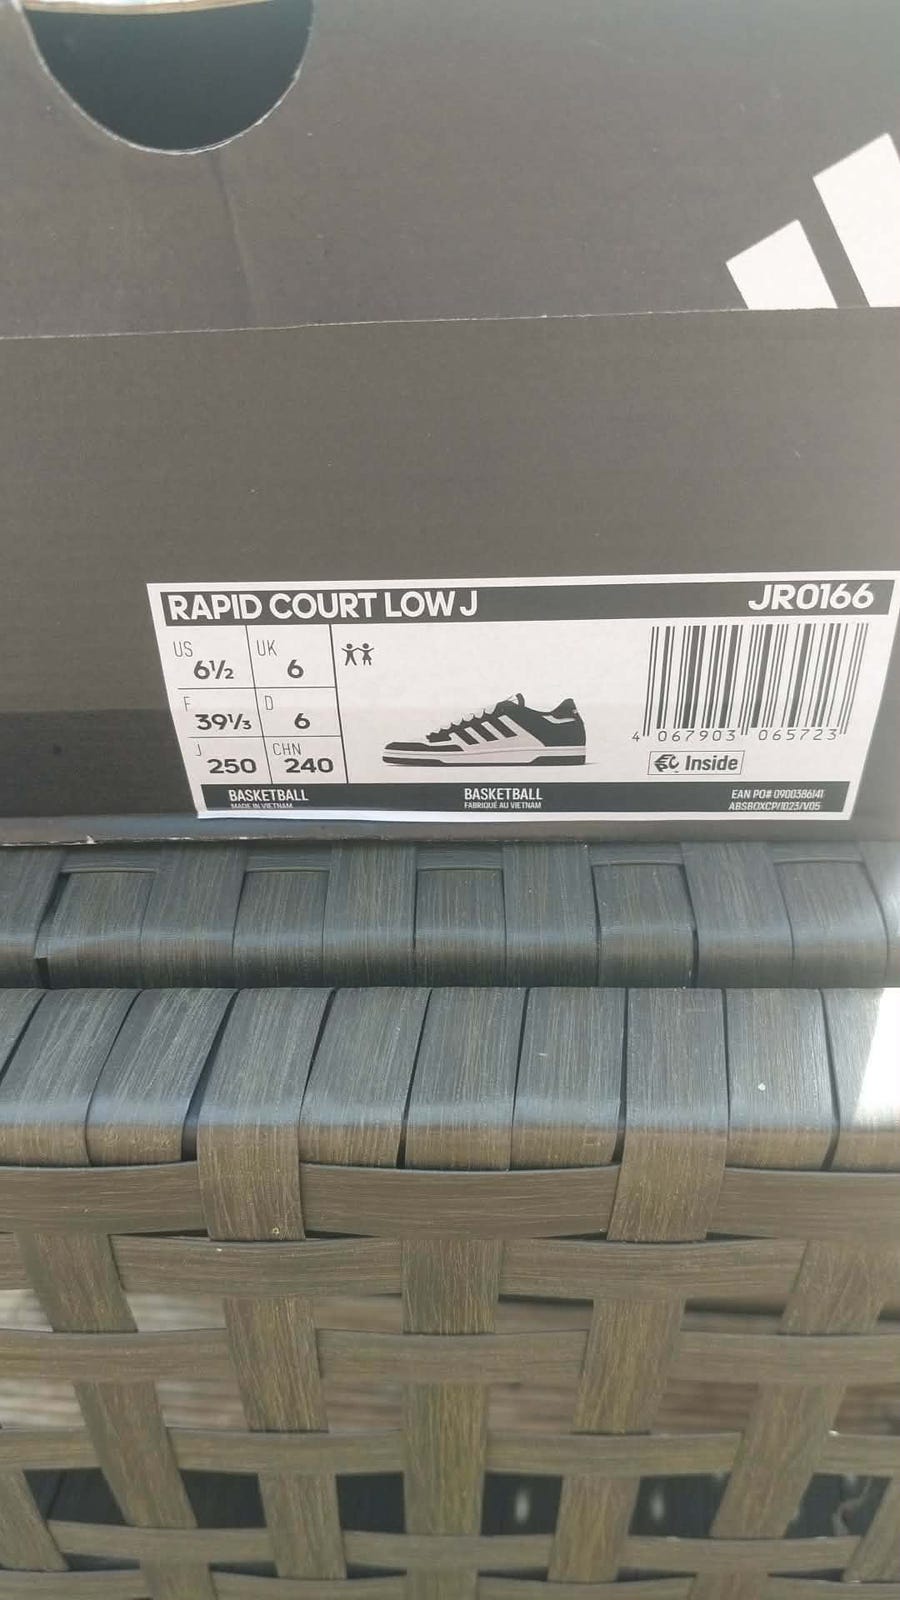 RAPID COURT LOW J JR0166
US 6½ UK 6
F 39⅓ D 6
J 250 CHN 240
4 067903 065723
Inside
BASKETBALL BASKETBALL EAN PO# 0900386141
MADE IN VIETNAM FABRIQUÉ AU VIETNAM ABSBOXCP/1023/V05